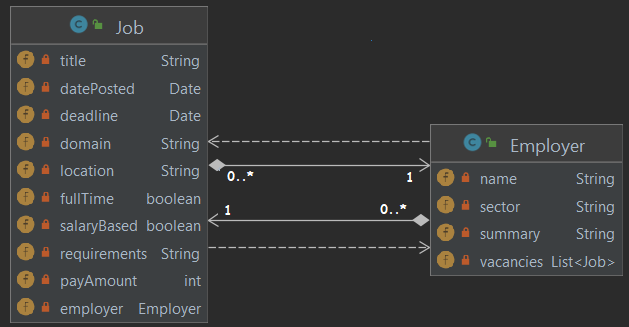 Job
title String
datePosted Date
deadline Date
domain String
location String
fullTime boolean
salaryBased boolean
requirements String
payAmount int
employer Employer
0..* 1
1 0..*
Employer
name String
sector String
summary String
vacancies List<Job>